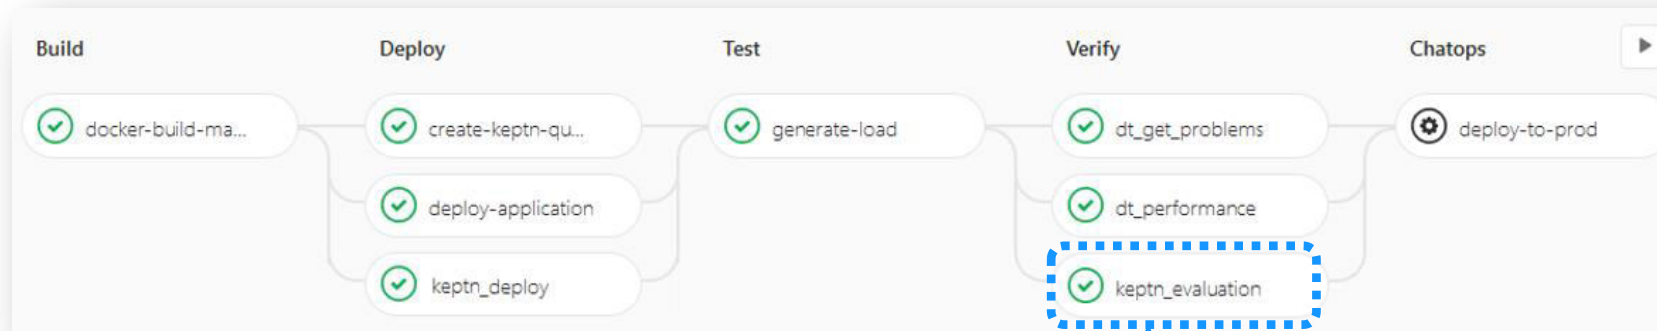 Build
docker-build-ma...
Deploy
create-keptn-qu...
deploy-application
keptn_deploy
Test
generate-load
Verify
dt_get_problems
dt_performance
keptn_evaluation
Chatops
deploy-to-prod